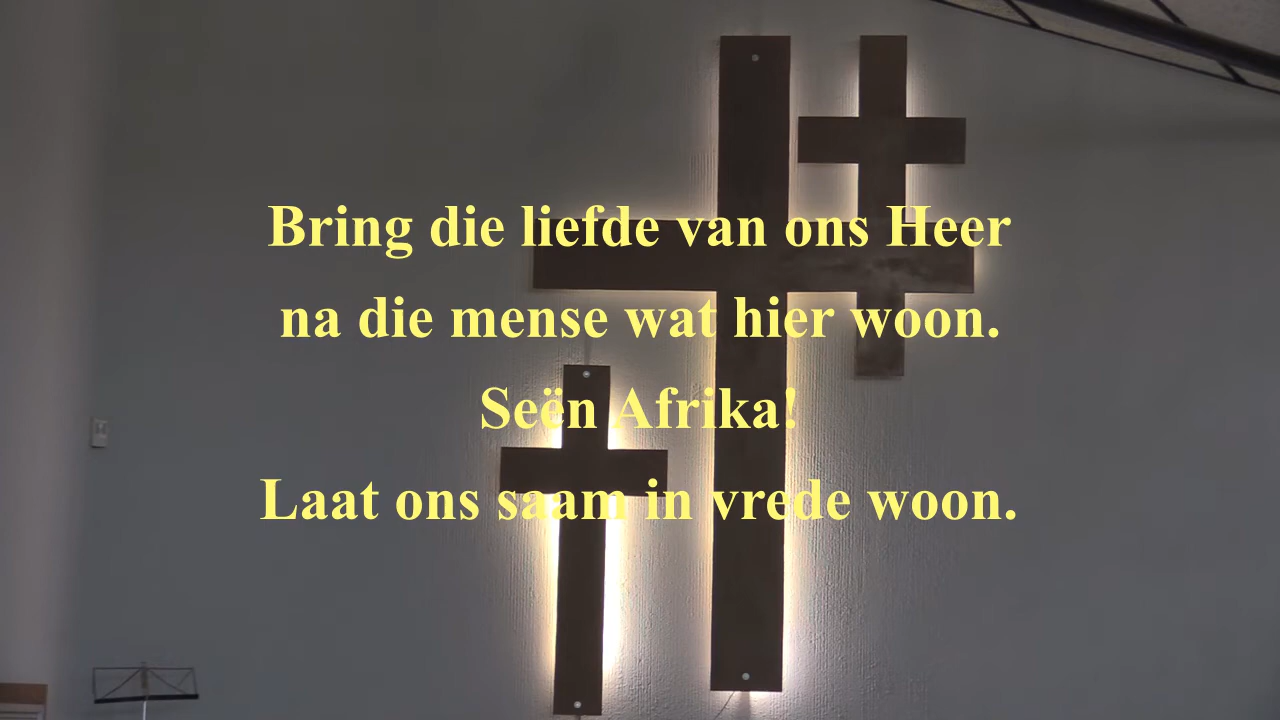 Bring die liefde van ons Heer
na die mense wat hier woon.
Seën Afrika!
Laat ons saam in vrede woon.